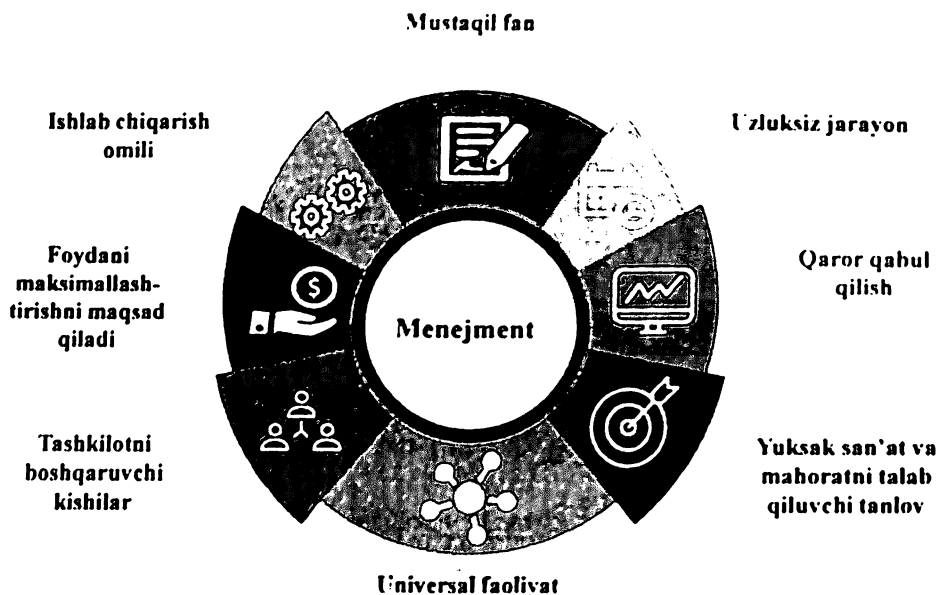 Mustaqil fan
Ishlab chiqarish
omili
Uzluksiz jarayon
Foydani
maksimallash-
tirishni maqsad
qiladi
Qaror qabul
qilish
$
Menejment
Tashkilotni
boshqaruvchi
kishilar
Yuksak san’at va
mahoratni talab
qiluvchi tanlov
Universal faoliyat